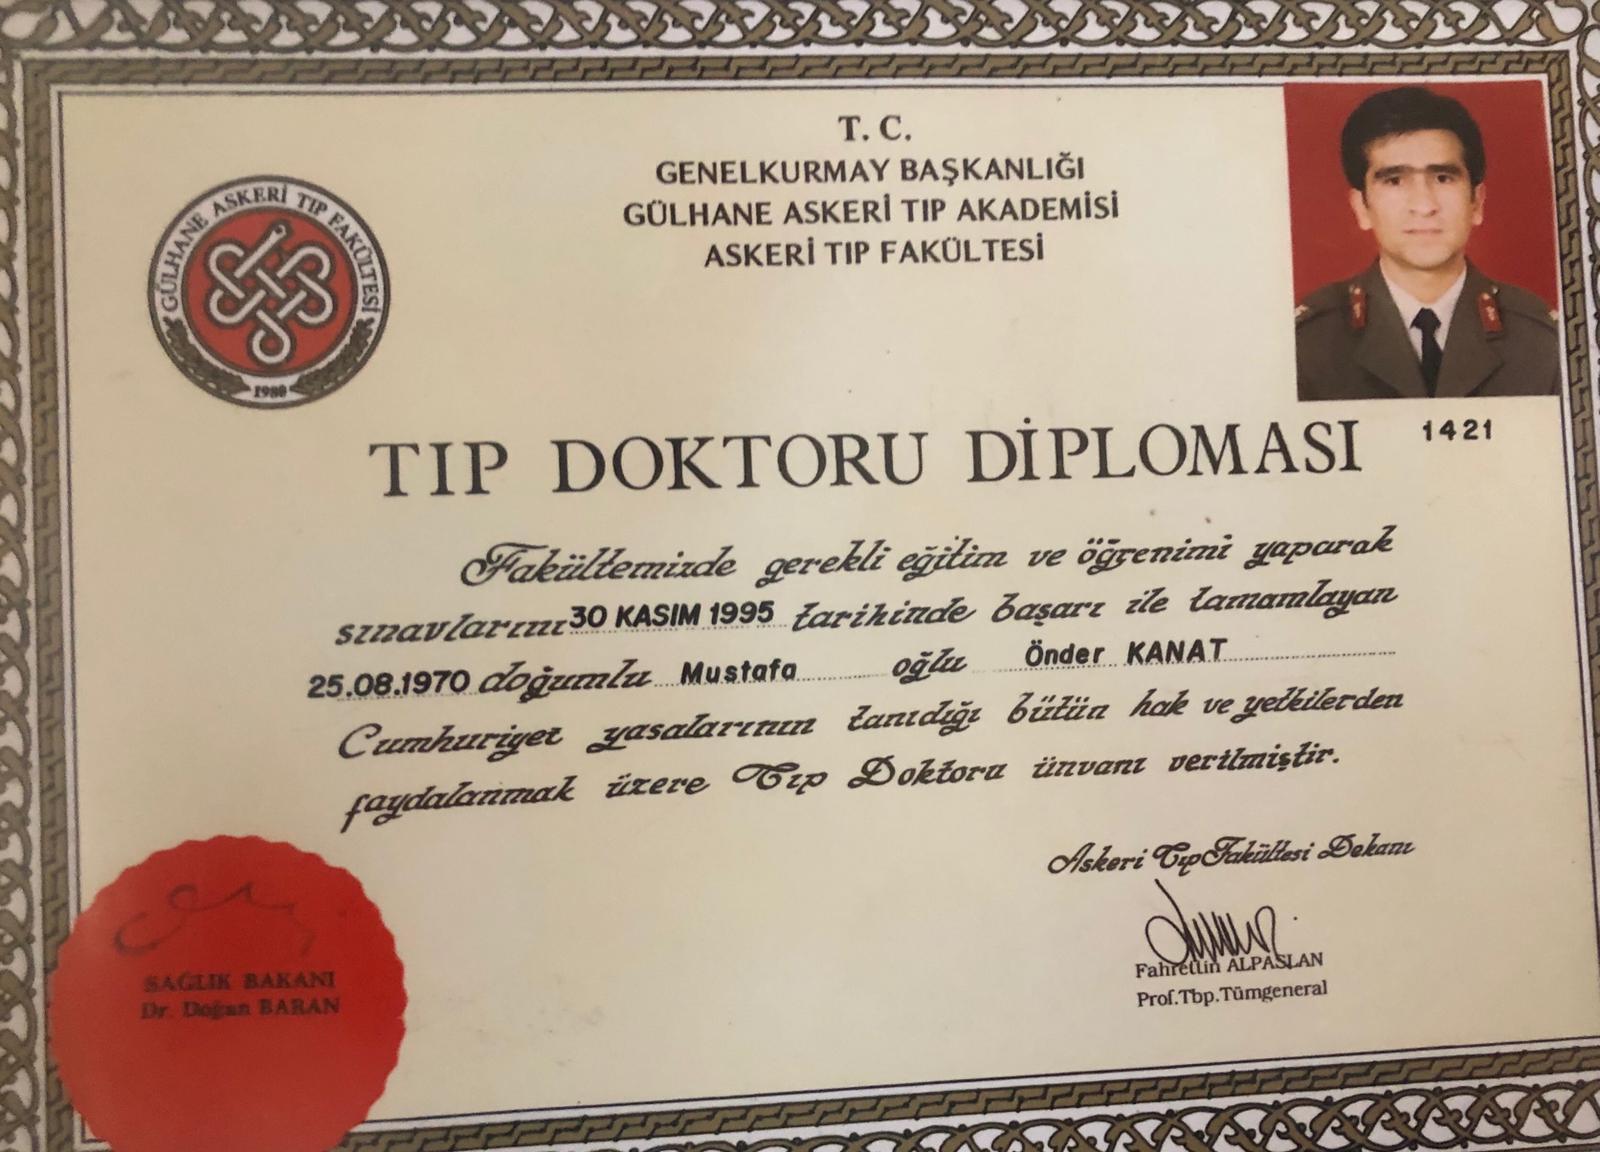 T. C.
GENELKURMAY BAŞKANLIĞI
GÜLHANE ASKERİ TIP AKADEMİSİ
ASKERİ TIP FAKÜLTESİ
GÜLHANE ASKERİ TIP FAKÜLTESİ
1980
TIP DOKTORU DİPLOMASI
1421
Fakültemizde gerekli eğitim ve öğrenimi yaparak
sınavlarını 30 KASIM 1995 tarihinde başarı ile tamamlayan
25.08.1970 doğumlu Mustafa oğlu Önder KANAT
Cumhuriyet yasalarının tanıdığı bütün hak ve yetkilerden
faydalanmak üzere Tıp Doktoru ünvanı verilmiştir.
Askeri Tıp Fakültesi Dekanı
Fahrettin ALPASLAN
Prof.Tbp.Tümgeneral
SAĞLIK BAKANI
Dr. Doğan BARAN